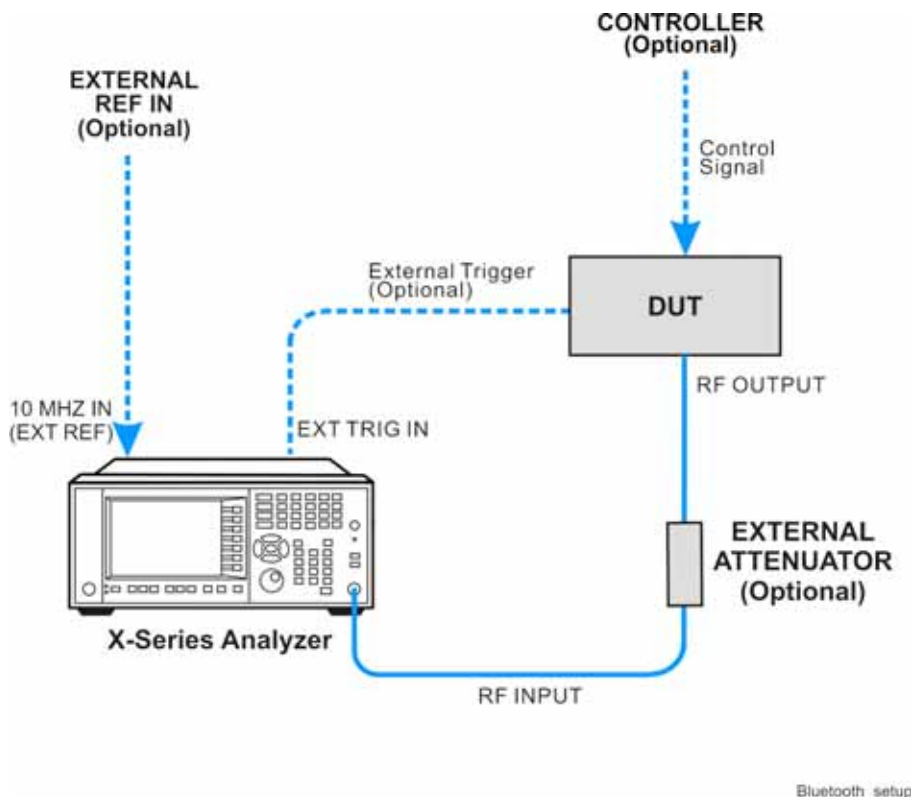 CONTROLLER
(Optional)
EXTERNAL
REF IN
(Optional)
Control
Signal
External Trigger
(Optional)
DUT
RF OUTPUT
10 MHZ IN
(EXT REF)
EXT TRIG IN
EXTERNAL
ATTENUATOR
(Optional)
X-Series Analyzer
RF INPUT
Bluetooth setup